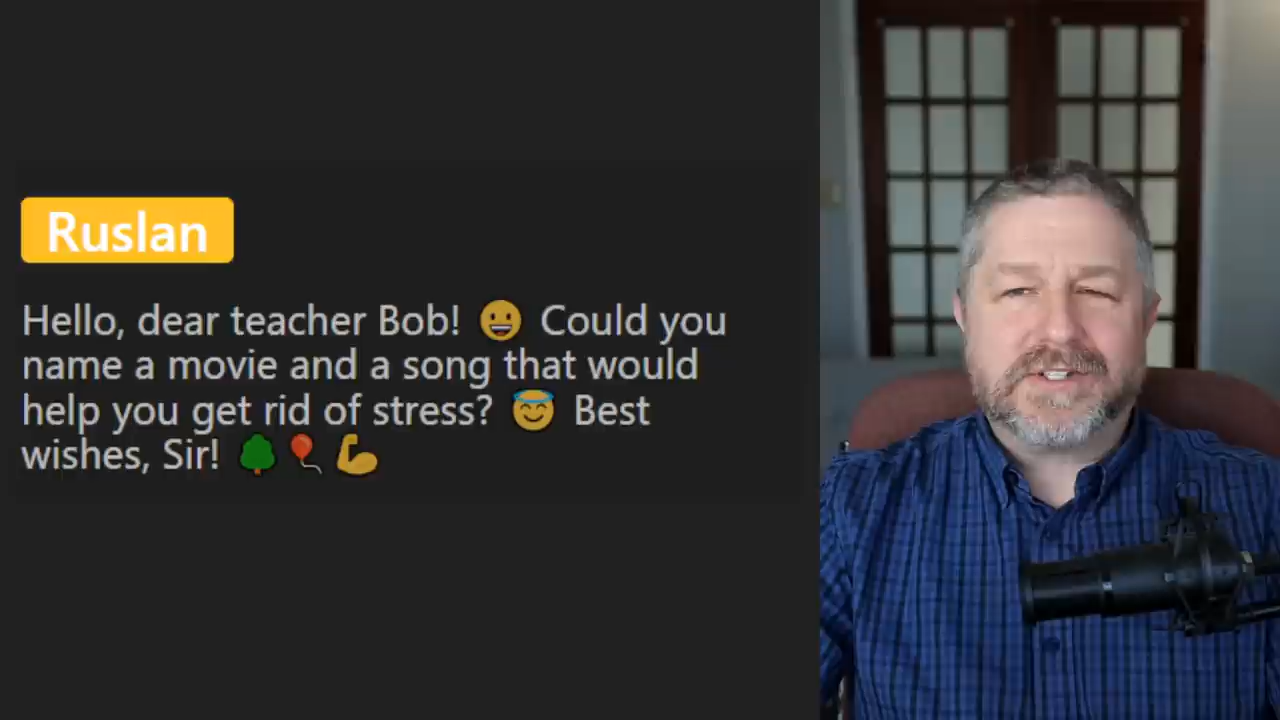 Ruslan
Hello, dear teacher Bob! 😀 Could you
name a movie and a song that would
help you get rid of stress? 😇 Best
wishes, Sir! 🌳🎈💪